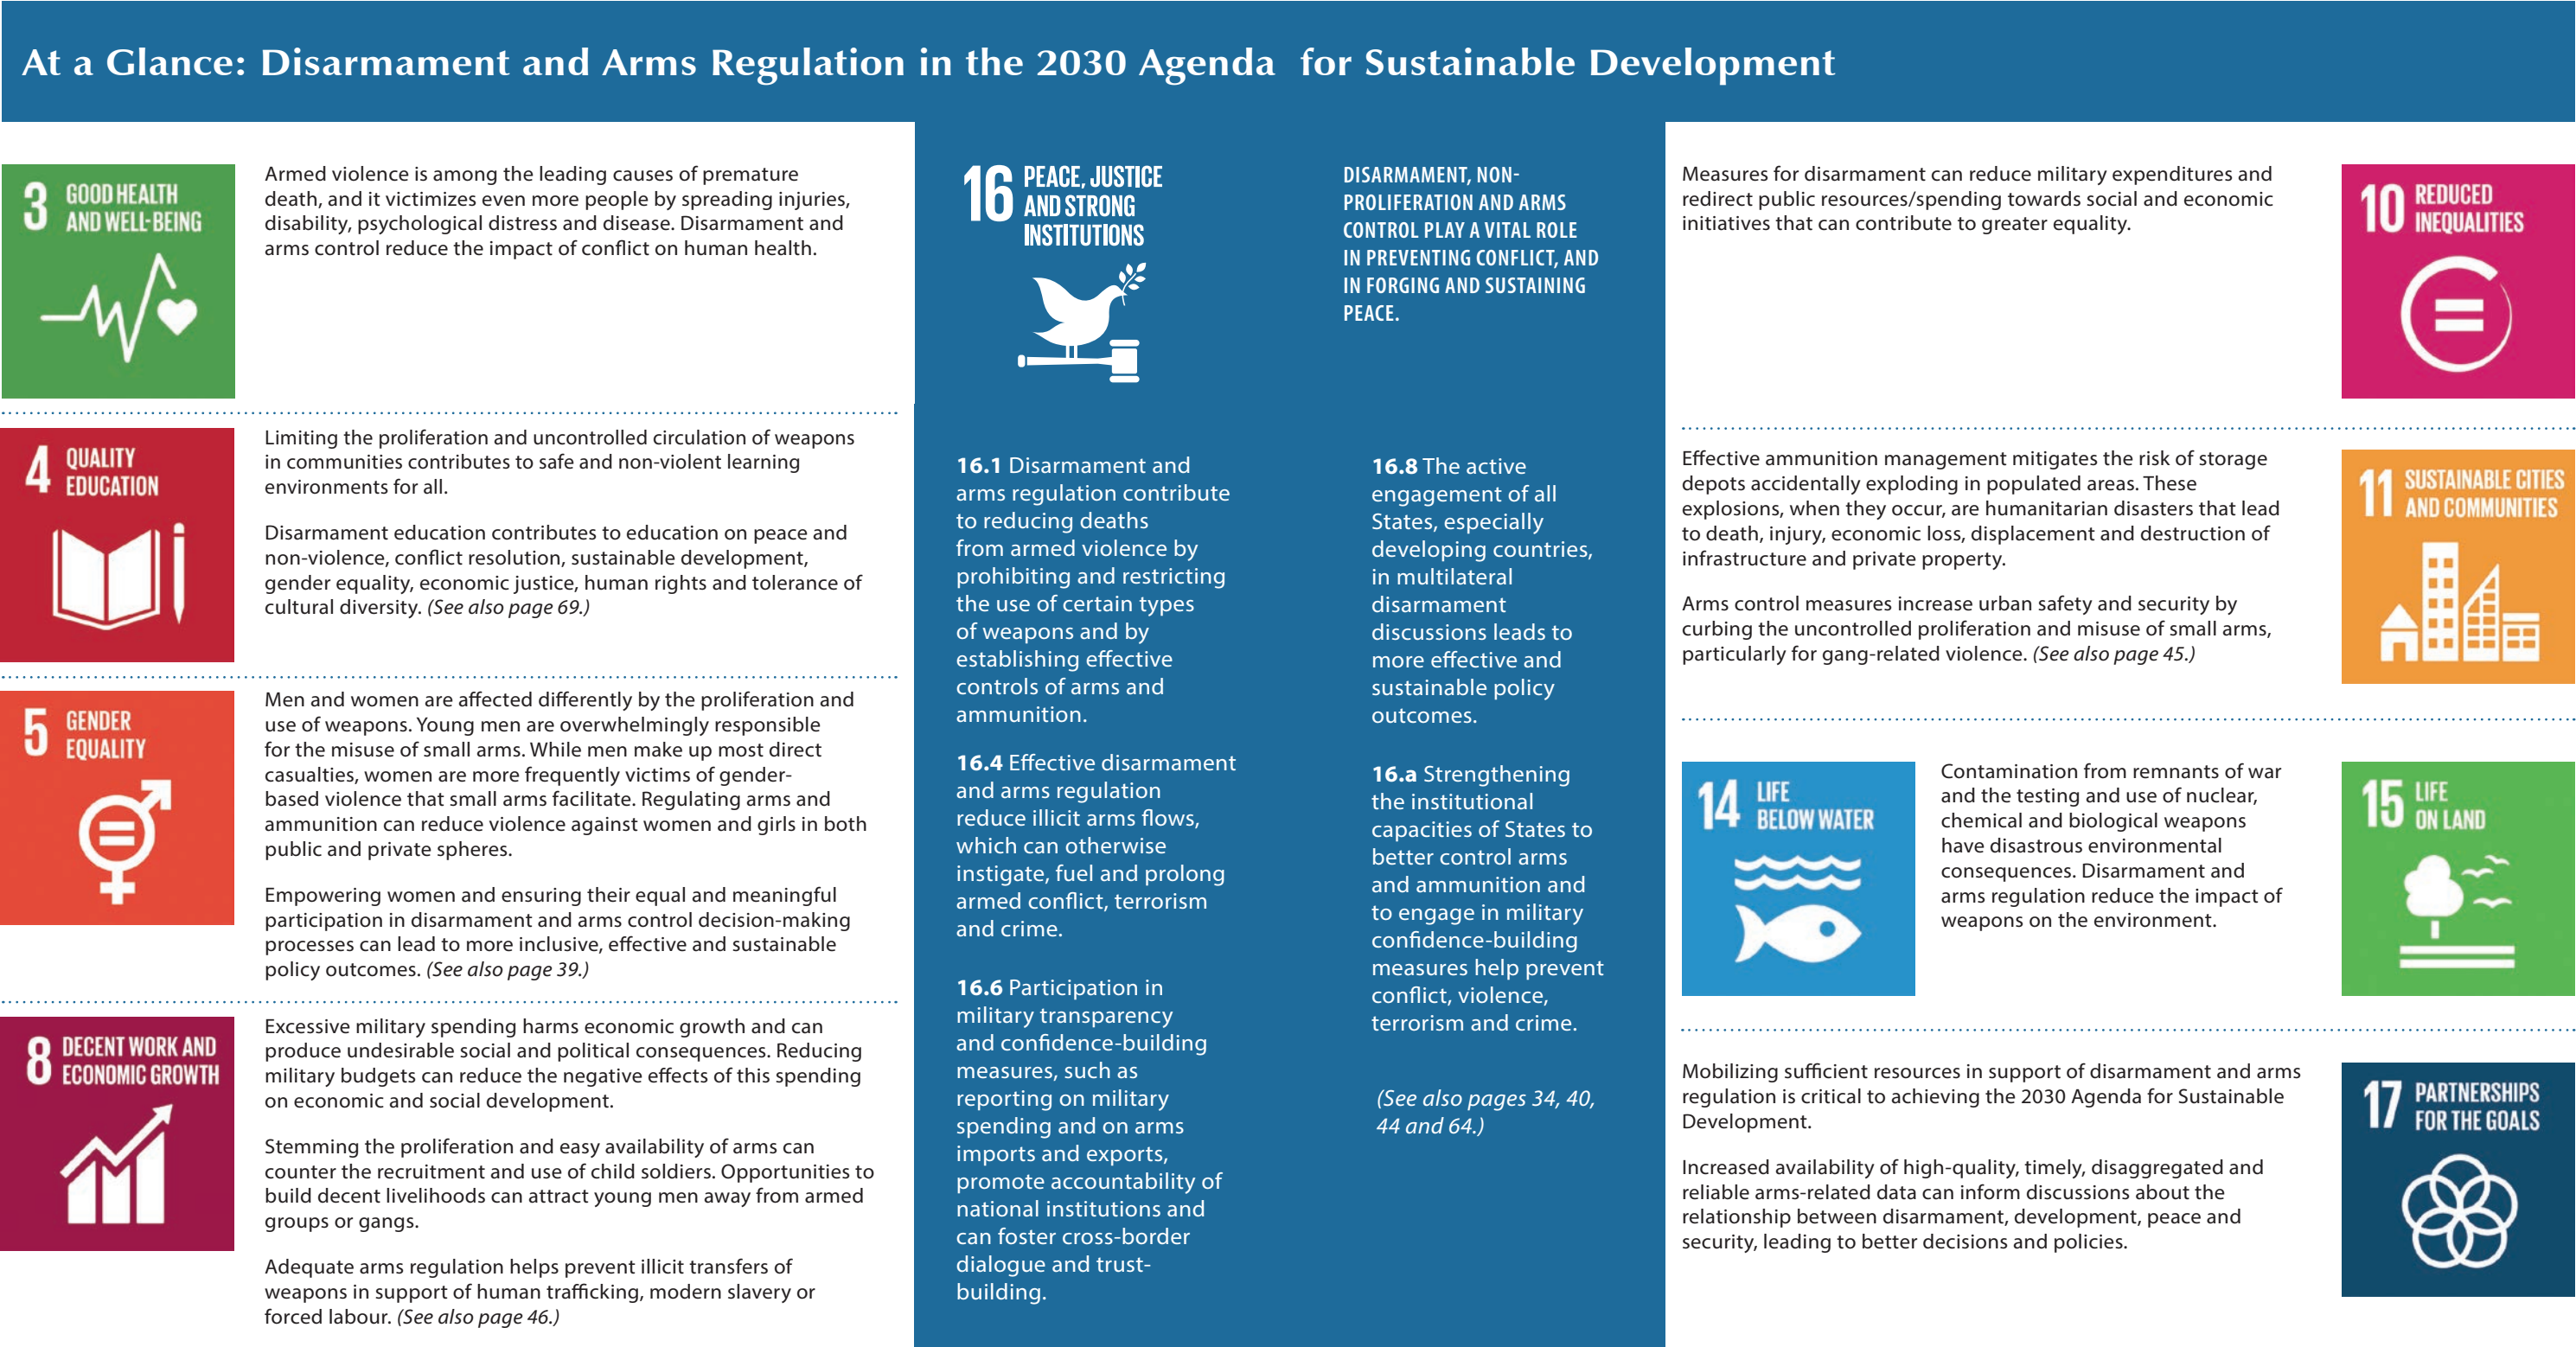 At a Glance: Disarmament and Arms Regulation in the 2030 Agenda for Sustainable Development
3 GOOD HEALTH
AND WELL-BEING
Armed violence is among the leading causes of premature
death, and it victimizes even more people by spreading injuries,
disability, psychological distress and disease. Disarmament and
arms control reduce the impact of conflict on human health.
4 QUALITY
EDUCATION
Limiting the proliferation and uncontrolled circulation of weapons
in communities contributes to safe and non-violent learning
environments for all.
Disarmament education contributes to education on peace and
non-violence, conflict resolution, sustainable development,
gender equality, economic justice, human rights and tolerance of
cultural diversity. (See also page 69.)
5 GENDER
EQUALITY
Men and women are affected differently by the proliferation and
use of weapons. Young men are overwhelmingly responsible
for the misuse of small arms. While men make up most direct
casualties, women are more frequently victims of gender-
based violence that small arms facilitate. Regulating arms and
ammunition can reduce violence against women and girls in both
public and private spheres.
Empowering women and ensuring their equal and meaningful
participation in disarmament and arms control decision-making
processes can lead to more inclusive, effective and sustainable
policy outcomes. (See also page 39.)
8 DECENT WORK AND
ECONOMIC GROWTH
Excessive military spending harms economic growth and can
produce undesirable social and political consequences. Reducing
military budgets can reduce the negative effects of this spending
on economic and social development.
Stemming the proliferation and easy availability of arms can
counter the recruitment and use of child soldiers. Opportunities to
build decent livelihoods can attract young men away from armed
groups or gangs.
Adequate arms regulation helps prevent illicit transfers of
weapons in support of human trafficking, modern slavery or
forced labour. (See also page 46.)
16 PEACE, JUSTICE
AND STRONG
INSTITUTIONS
DISARMAMENT, NON-
PROLIFERATION AND ARMS
CONTROL PLAY A VITAL ROLE
IN PREVENTING CONFLICT, AND
IN FORGING AND SUSTAINING
PEACE.
16.1 Disarmament and
arms regulation contribute
to reducing deaths
from armed violence by
prohibiting and restricting
the use of certain types
of weapons and by
establishing effective
controls of arms and
ammunition.
16.4 Effective disarmament
and arms regulation
reduce illicit arms flows,
which can otherwise
instigate, fuel and prolong
armed conflict, terrorism
and crime.
16.6 Participation in
military transparency
and confidence-building
measures, such as
reporting on military
spending and on arms
imports and exports,
promote accountability of
national institutions and
can foster cross-border
dialogue and trust-
building.
16.8 The active
engagement of all
States, especially
developing countries,
in multilateral
disarmament
discussions leads to
more effective and
sustainable policy
outcomes.
16.a Strengthening
the institutional
capacities of States to
better control arms
and ammunition and
to engage in military
confidence-building
measures help prevent
conflict, violence,
terrorism and crime.
(See also pages 34, 40,
44 and 64.)
Measures for disarmament can reduce military expenditures and
redirect public resources/spending towards social and economic
initiatives that can contribute to greater equality.
10 REDUCED
INEQUALITIES
Effective ammunition management mitigates the risk of storage
depots accidentally exploding in populated areas. These
explosions, when they occur, are humanitarian disasters that lead
to death, injury, economic loss, displacement and destruction of
infrastructure and private property.
Arms control measures increase urban safety and security by
curbing the uncontrolled proliferation and misuse of small arms,
particularly for gang-related violence. (See also page 45.)
11 SUSTAINABLE CITIES
AND COMMUNITIES
14 LIFE
BELOW WATER
Contamination from remnants of war
and the testing and use of nuclear,
chemical and biological weapons
have disastrous environmental
consequences. Disarmament and
arms regulation reduce the impact of
weapons on the environment.
15 LIFE
ON LAND
Mobilizing sufficient resources in support of disarmament and arms
regulation is critical to achieving the 2030 Agenda for Sustainable
Development.
Increased availability of high-quality, timely, disaggregated and
reliable arms-related data can inform discussions about the
relationship between disarmament, development, peace and
security, leading to better decisions and policies.
17 PARTNERSHIPS
FOR THE GOALS